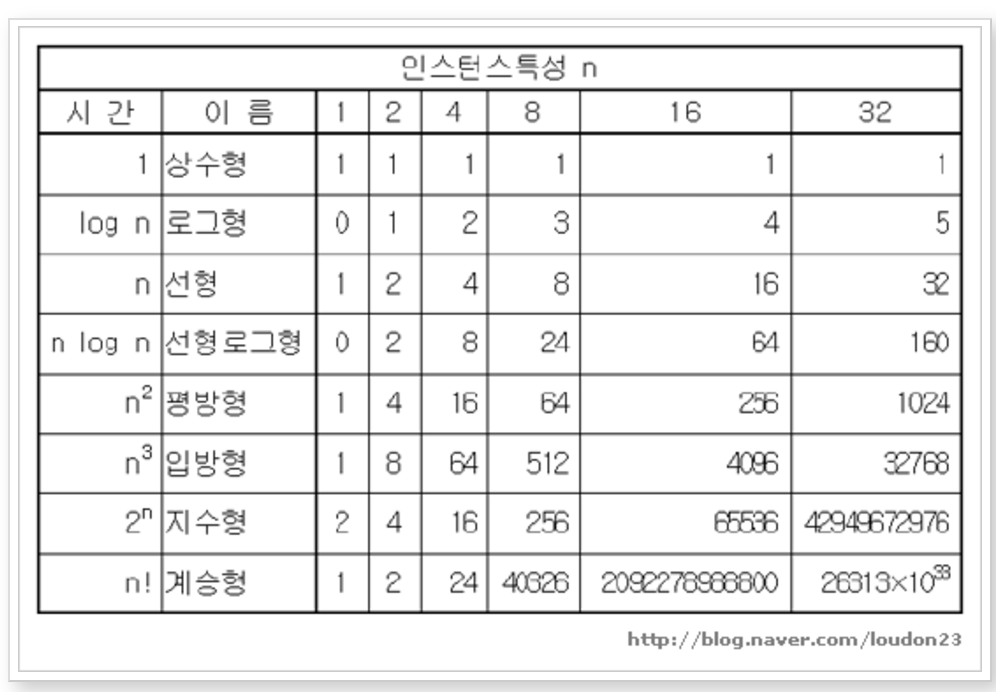 인스턴스특성 n
시 간 이 름 1 2 4 8 16 32
1 상수형 1 1 1 1 1 1
log n 로그형 0 1 2 3 4 5
n 선형 1 2 4 8 16 32
n log n 선형로그형 0 2 8 24 64 160
n² 평방형 1 4 16 64 256 1024
n³ 입방형 1 8 64 512 4096 32768
2ⁿ 지수형 2 4 16 256 65536 42949672976
n! 계승형 1 2 24 40326 2092278988800 26313×10³³
http://blog.naver.com/loudon23